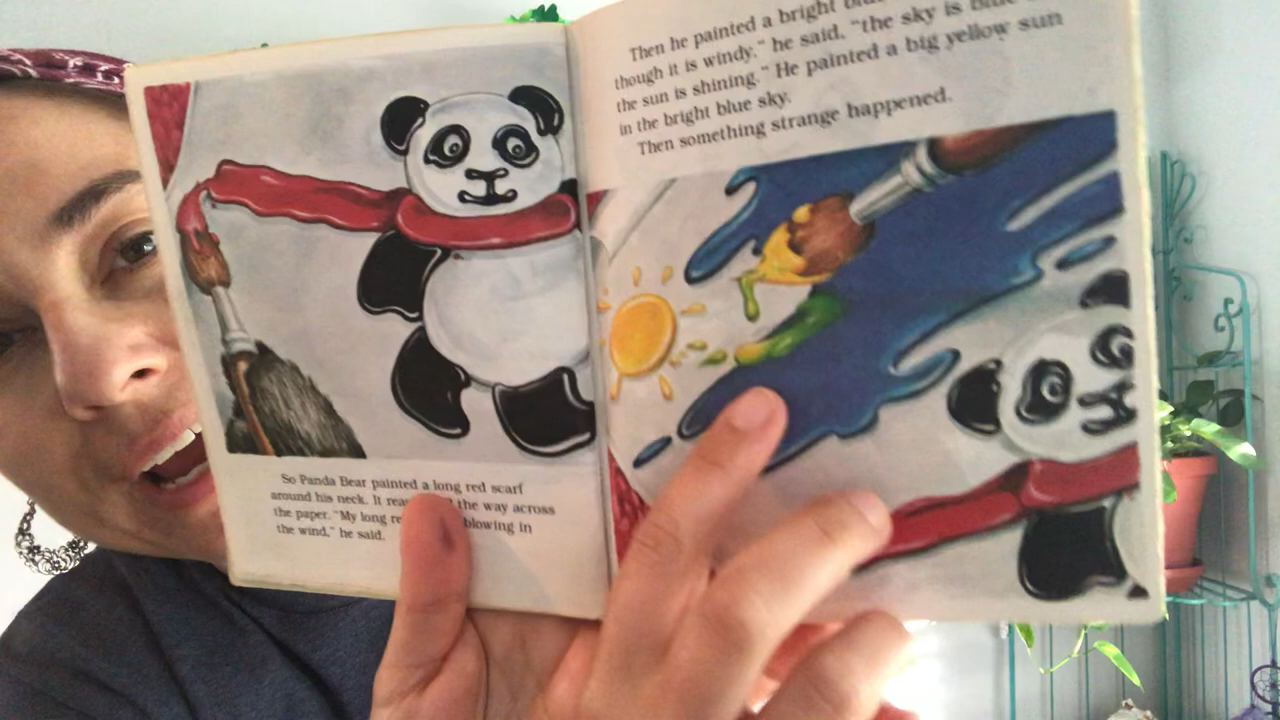 So Panda Bear painted a long red scarf
around his neck. It the way across
the paper. "My long blowing in
the wind," he said.
Then he painted a bright
though it is windy," he said, "the sky is
the sun is shining." He painted a big yellow sun
in the bright blue sky.
Then something strange happened.